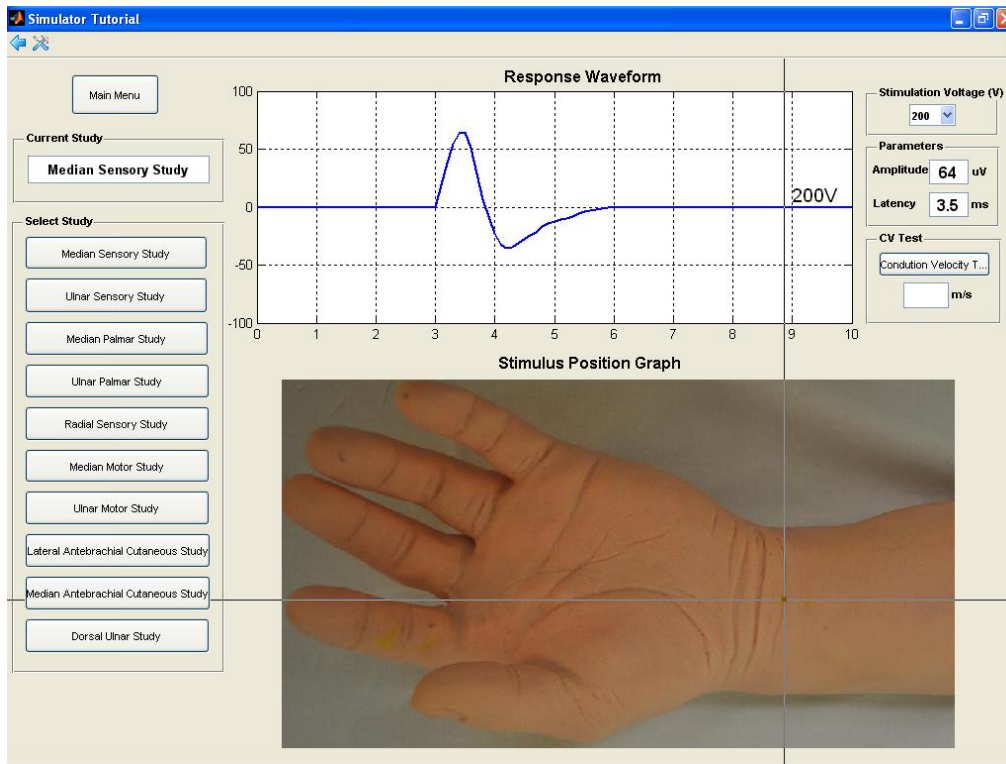 Simulator Tutorial
Main Menu
Current Study
Median Sensory Study
Select Study
Median Sensory Study
Ulnar Sensory Study
Median Palmar Study
Ulnar Palmar Study
Radial Sensory Study
Median Motor Study
Ulnar Motor Study
Lateral Antebrachial Cutaneous Study
Median Antebrachial Cutaneous Study
Dorsal Ulnar Study
Response Waveform
100
50
0
-50
-100
0 1 2 3 4 5 6 7 8 9 10
200V
Stimulus Position Graph
Stimulation Voltage (V)
200
Parameters
Amplitude 64 uV
Latency 3.5 ms
CV Test
Condution Velocity T...
m/s